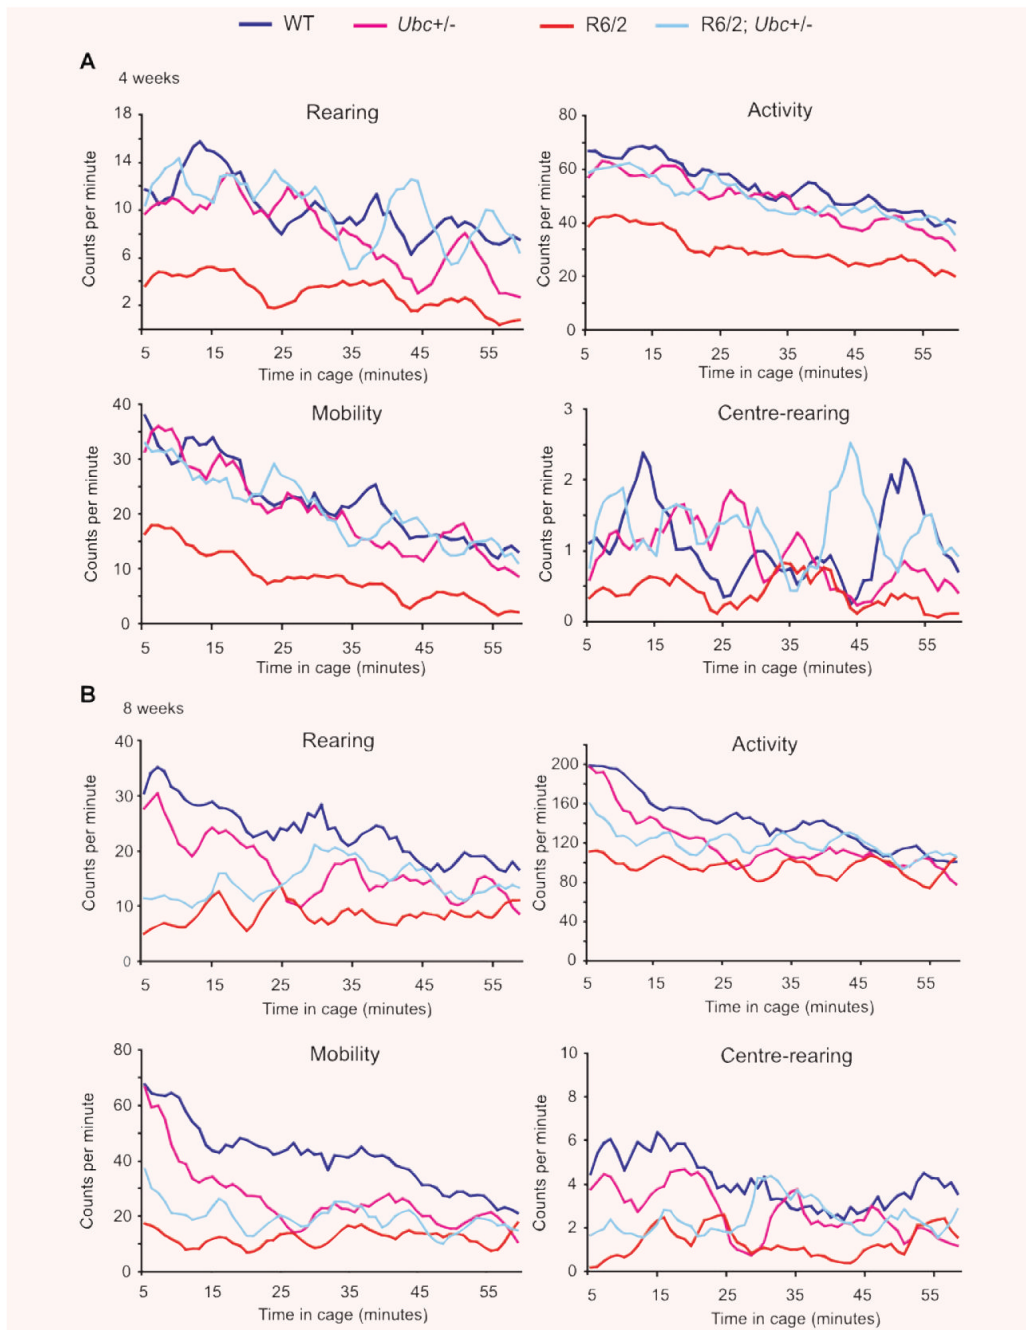 WT Ubc+/- R6/2 R6/2; Ubc+/-
A
4 weeks
Rearing
18
14
10
6
2
Counts per minute
5 15 25 35 45 55
Time in cage (minutes)
Activity
80
60
40
20
0
Counts per minute
5 15 25 35 45 55
Time in cage (minutes)
Mobility
40
30
20
10
0
Counts per minute
5 15 25 35 45 55
Time in cage (minutes)
Centre-rearing
3
2
1
0
Counts per minute
5 15 25 35 45 55
Time in cage (minutes)
B
8 weeks
Rearing
40
30
20
10
0
Counts per minute
5 15 25 35 45 55
Time in cage (minutes)
Activity
200
160
120
80
40
0
Counts per minute
5 15 25 35 45 55
Time in cage (minutes)
Mobility
80
60
40
20
0
Counts per minute
5 15 25 35 45 55
Time in cage (minutes)
Centre-rearing
10
8
6
4
2
0
Counts per minute
5 15 25 35 45 55
Time in cage (minutes)